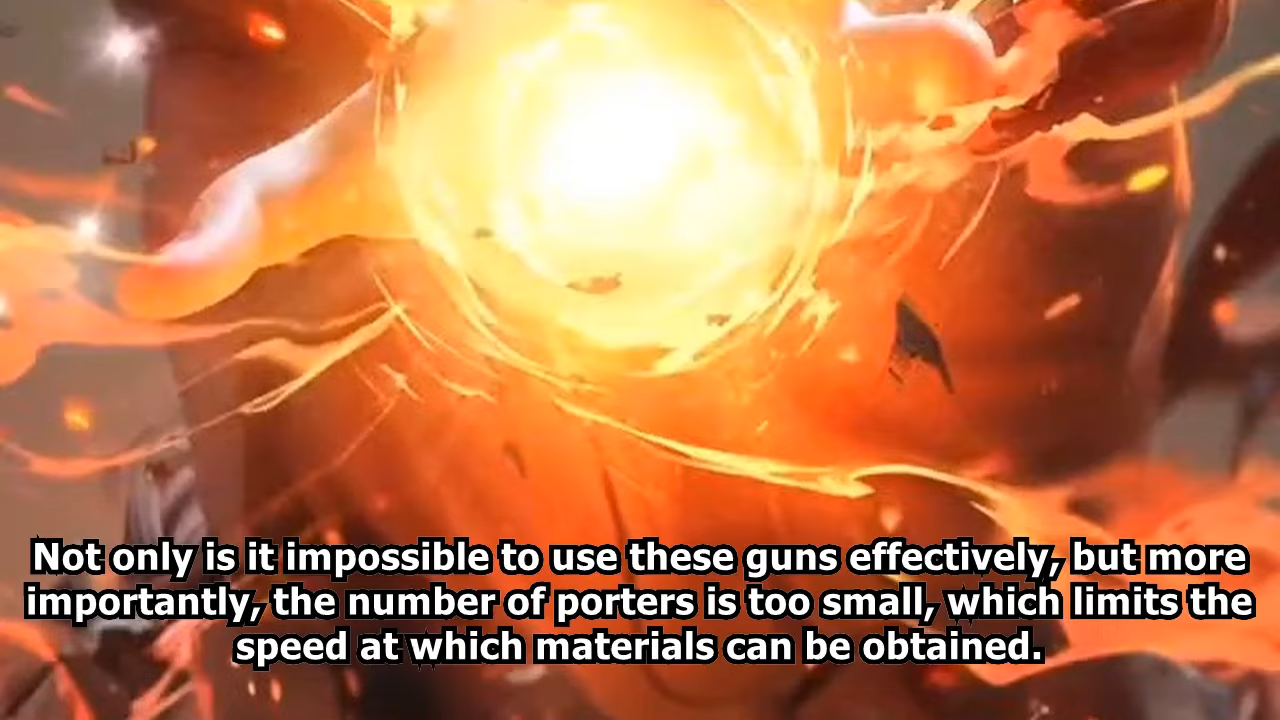 Not only is it impossible to use these guns effectively, but more
importantly, the number of porters is too small, which limits the
speed at which materials can be obtained.